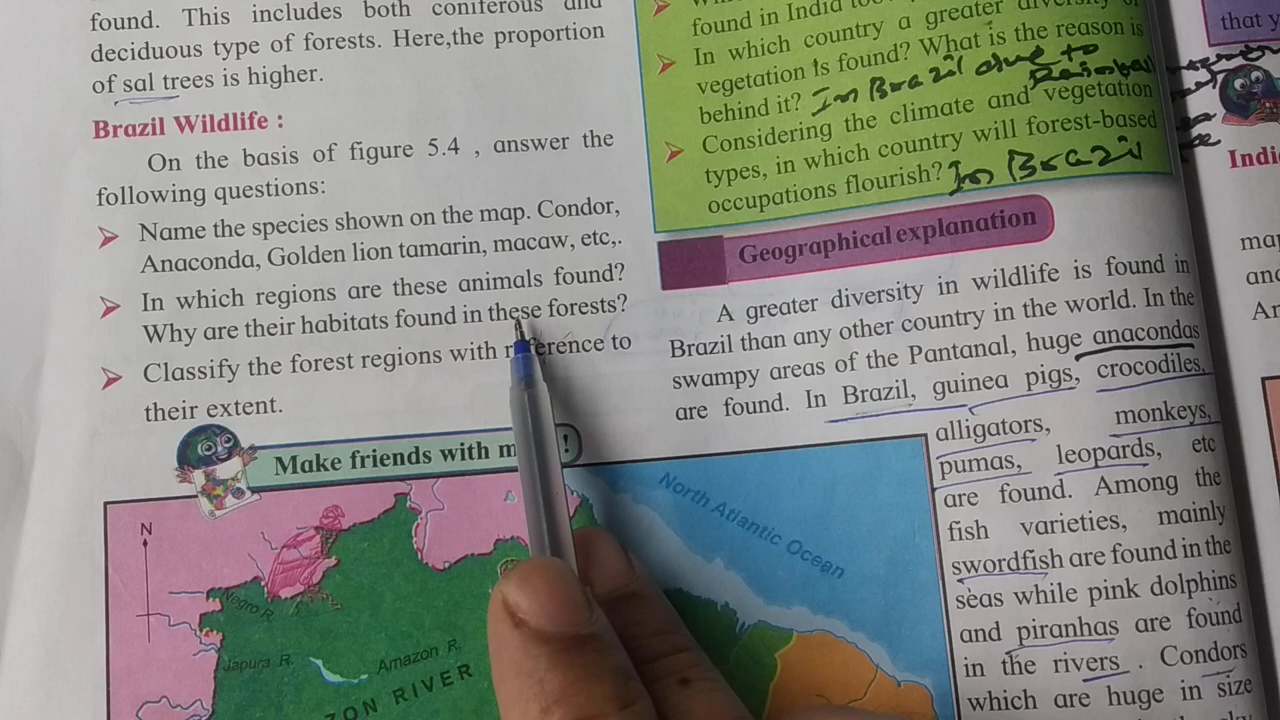 found. This includes both coniferous and
deciduous type of forests. Here,the proportion
of sal trees is higher.
Brazil Wildlife :
On the basis of figure 5.4 , answer the
following questions:
Name the species shown on the map. Condor,
Anaconda, Golden lion tamarin, macaw, etc,.
In which regions are these animals found?
Why are their habitats found in these forests?
Classify the forest regions with reference to
their extent.
Make friends with m !
N
Negro R.
Japura R.
Amazon R.
ZON RIVER
North Atlantic Ocean
found in India
In which country a greater diversity of
vegetation is found? What is the reason is
behind it? In Brazil due to
Considering the climate and vegetation
types, in which country will forest-based
occupations flourish? In Brazil
Geographical explanation
A greater diversity in wildlife is found in
Brazil than any other country in the world. In the
swampy areas of the Pantanal, huge anacondas
are found. In Brazil, guinea pigs, crocodiles,
alligators, monkeys,
pumas, leopards, etc
are found. Among the
fish varieties, mainly
swordfish are found in the
seas while pink dolphins
and piranhas are found
in the rivers . Condors
which are huge in size
that y
Indi
map
and